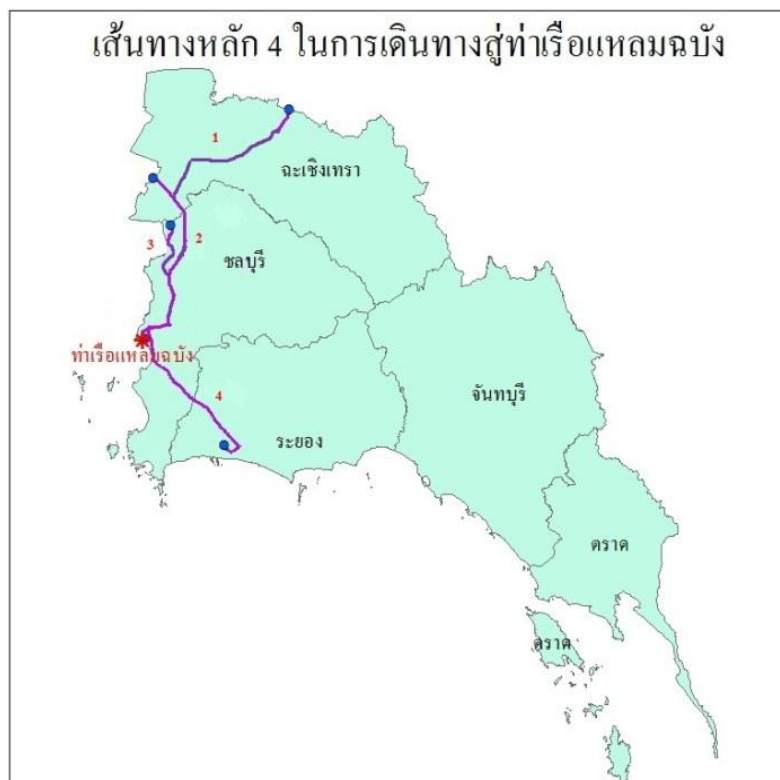 เส้นทางหลัก 4 ในการเดินทางสู่ท่าเรือแหลมฉบัง
1
ฉะเชิงเทรา
3
2
ชลบุรี
ท่าเรือแหลมฉบัง
4
จันทบุรี
ระยอง
ตราด
ตราด